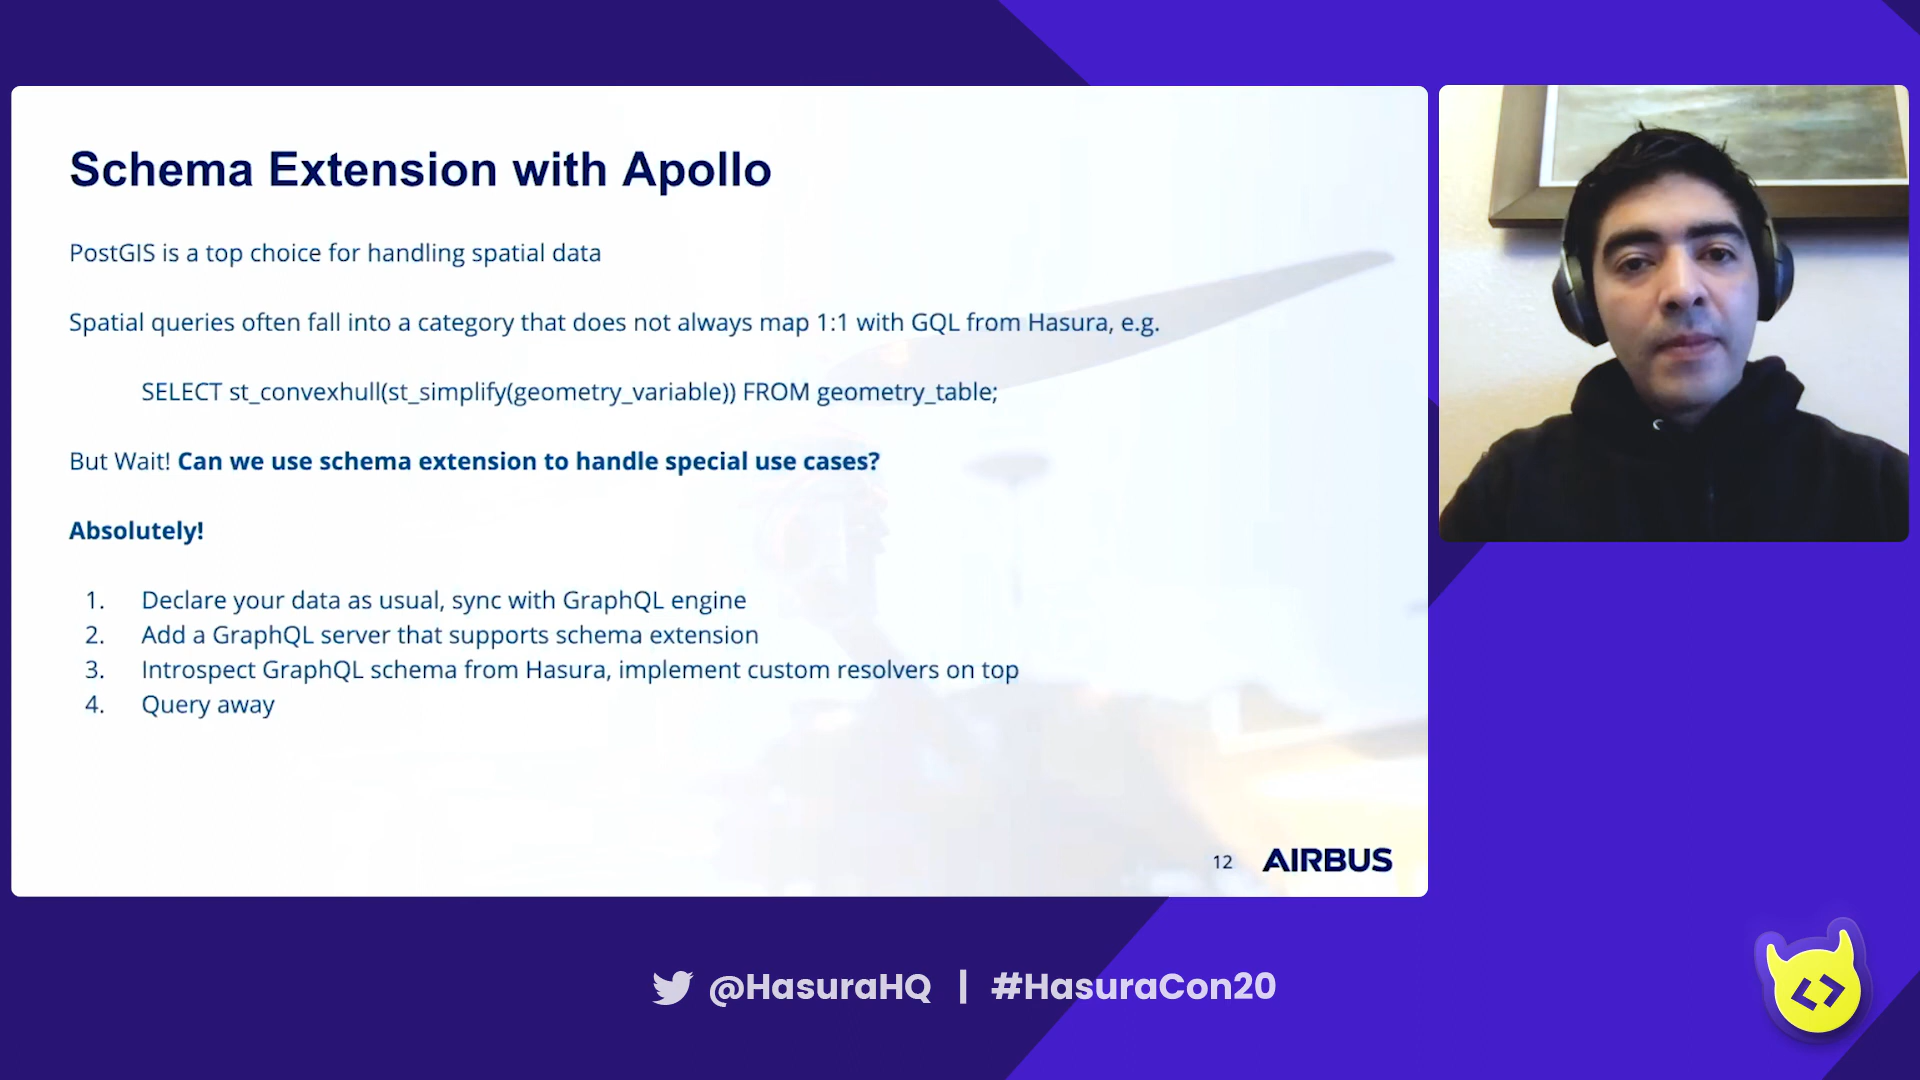 Schema Extension with Apollo
PostGIS is a top choice for handling spatial data
Spatial queries often fall into a category that does not always map 1:1 with GQL from Hasura, e.g.
SELECT st_convexhull(st_simplify(geometry_variable)) FROM geometry_table;
But Wait! Can we use schema extension to handle special use cases?
Absolutely!
1. Declare your data as usual, sync with GraphQL engine
2. Add a GraphQL server that supports schema extension
3. Introspect GraphQL schema from Hasura, implement custom resolvers on top
4. Query away
12 AIRBUS
@HasuraHQ | #HasuraCon20